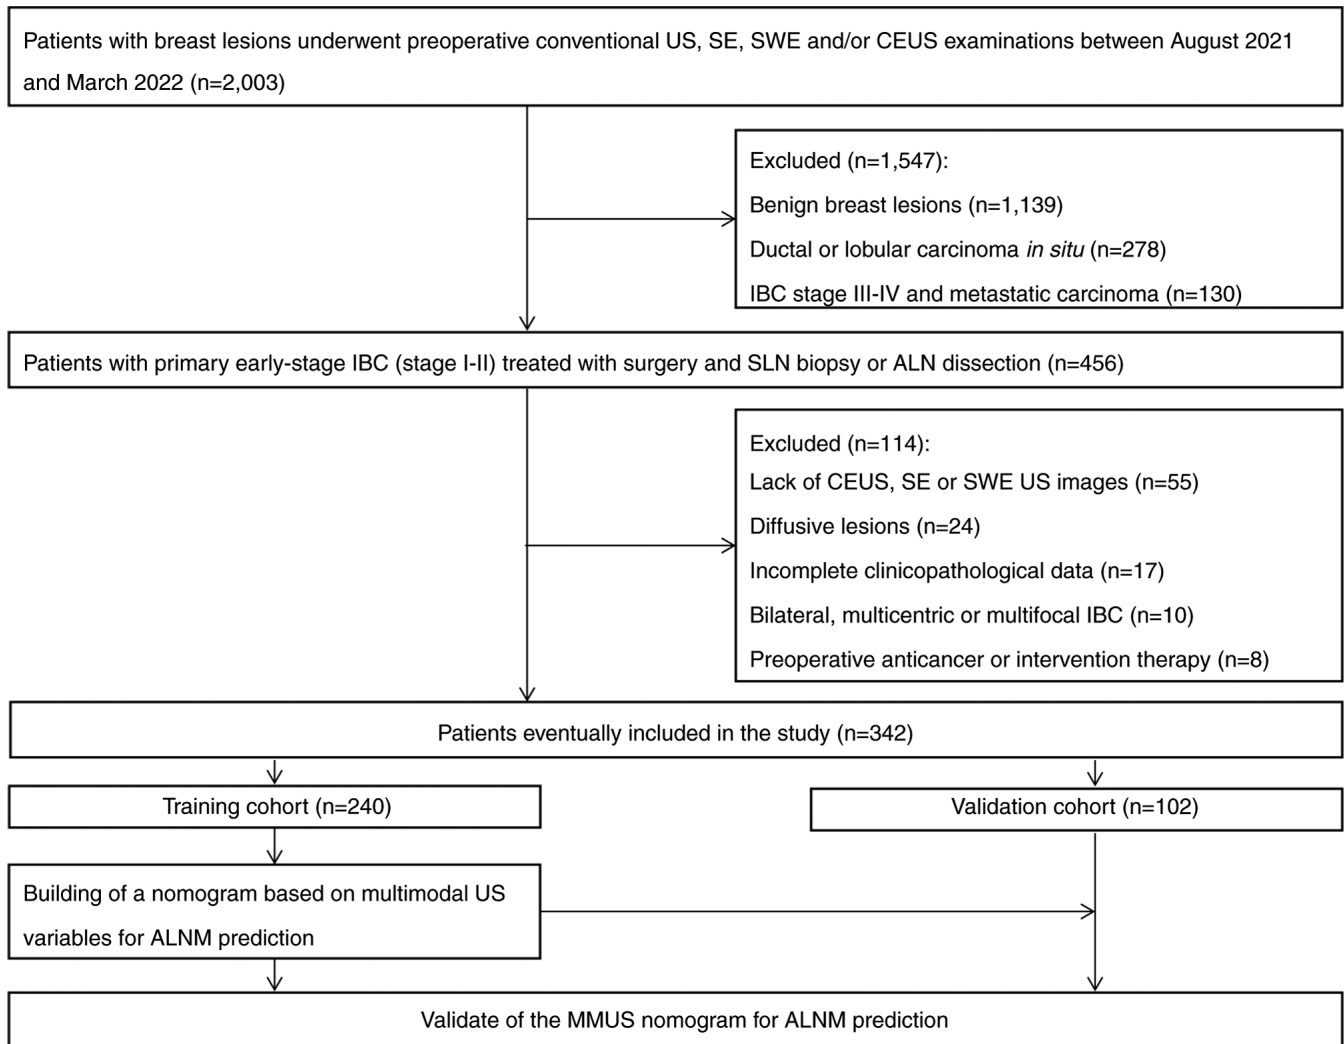 Patients with breast lesions underwent preoperative conventional US, SE, SWE and/or CEUS examinations between August 2021
and March 2022 (n=2,003)
Excluded (n=1,547):
Benign breast lesions (n=1,139)
Ductal or lobular carcinoma in situ (n=278)
IBC stage III-IV and metastatic carcinoma (n=130)
Patients with primary early-stage IBC (stage I-II) treated with surgery and SLN biopsy or ALN dissection (n=456)
Excluded (n=114):
Lack of CEUS, SE or SWE US images (n=55)
Diffusive lesions (n=24)
Incomplete clinicopathological data (n=17)
Bilateral, multicentric or multifocal IBC (n=10)
Preoperative anticancer or intervention therapy (n=8)
Patients eventually included in the study (n=342)
Training cohort (n=240)
Validation cohort (n=102)
Building of a nomogram based on multimodal US
variables for ALNM prediction
Validate of the MMUS nomogram for ALNM prediction